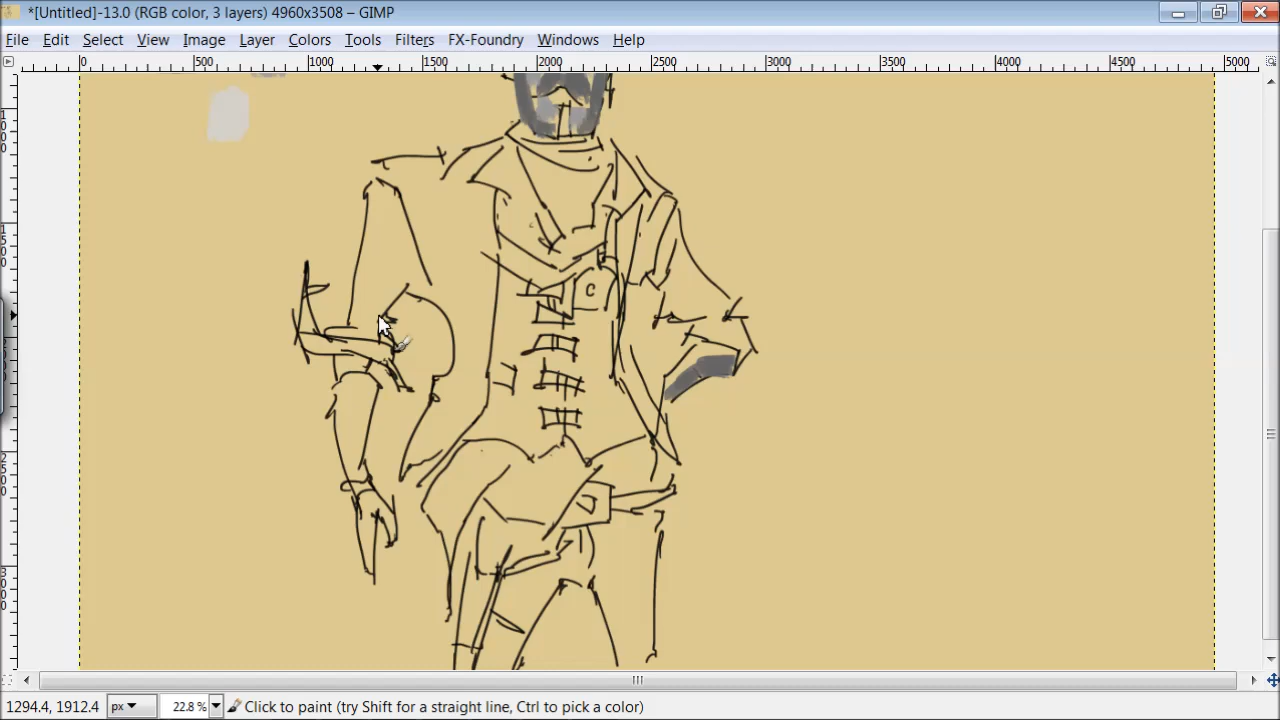 *[Untitled]-13.0 (RGB color, 3 layers) 4960x3508 – GIMP
File Edit Select View Image Layer Colors Tools Filters FX-Foundry Windows Help
0 500 1000 1500 2000 2500 3000 3500 4000 4500 5000
C
1294.4, 1912.4 px 22.8 % Click to paint (try Shift for a straight line, Ctrl to pick a color)